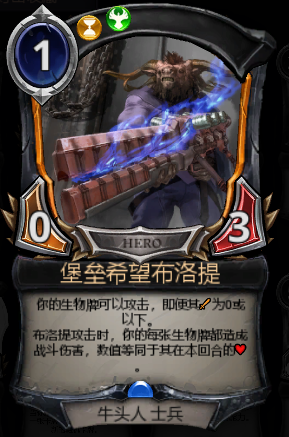 1
0
3
HERO
堡垒希望布洛提
你的生物牌可以攻击，即便其为0或
以下。
布洛提攻击时，你的每张生物牌都造成
战斗伤害，数值等同于其在本回合的
。
牛头人 士兵